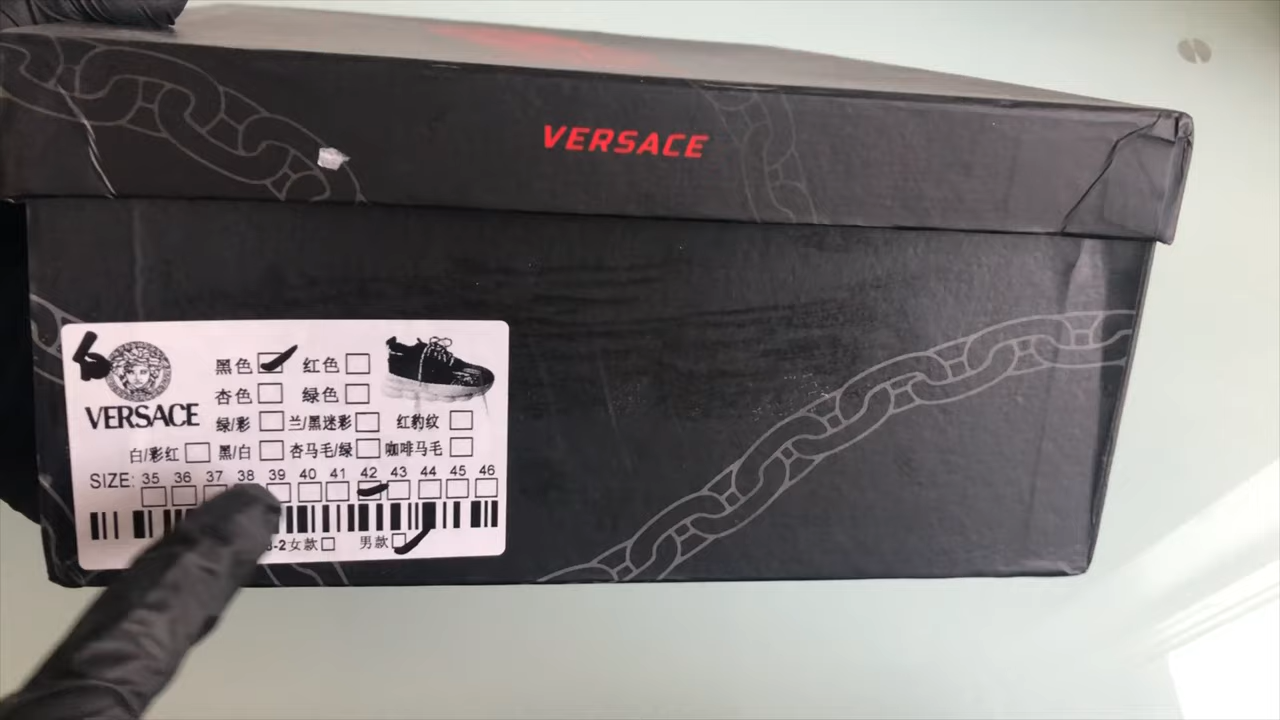 VERSACE
VERSACE
黑色 红色
杏色 绿色
绿/彩 兰/黑迷彩 红豹纹
白/彩红 黑/白 杏马毛/绿 咖啡马毛
SIZE: 35 36 37 38 39 40 41 42 43 44 45 46
-2女款 男款